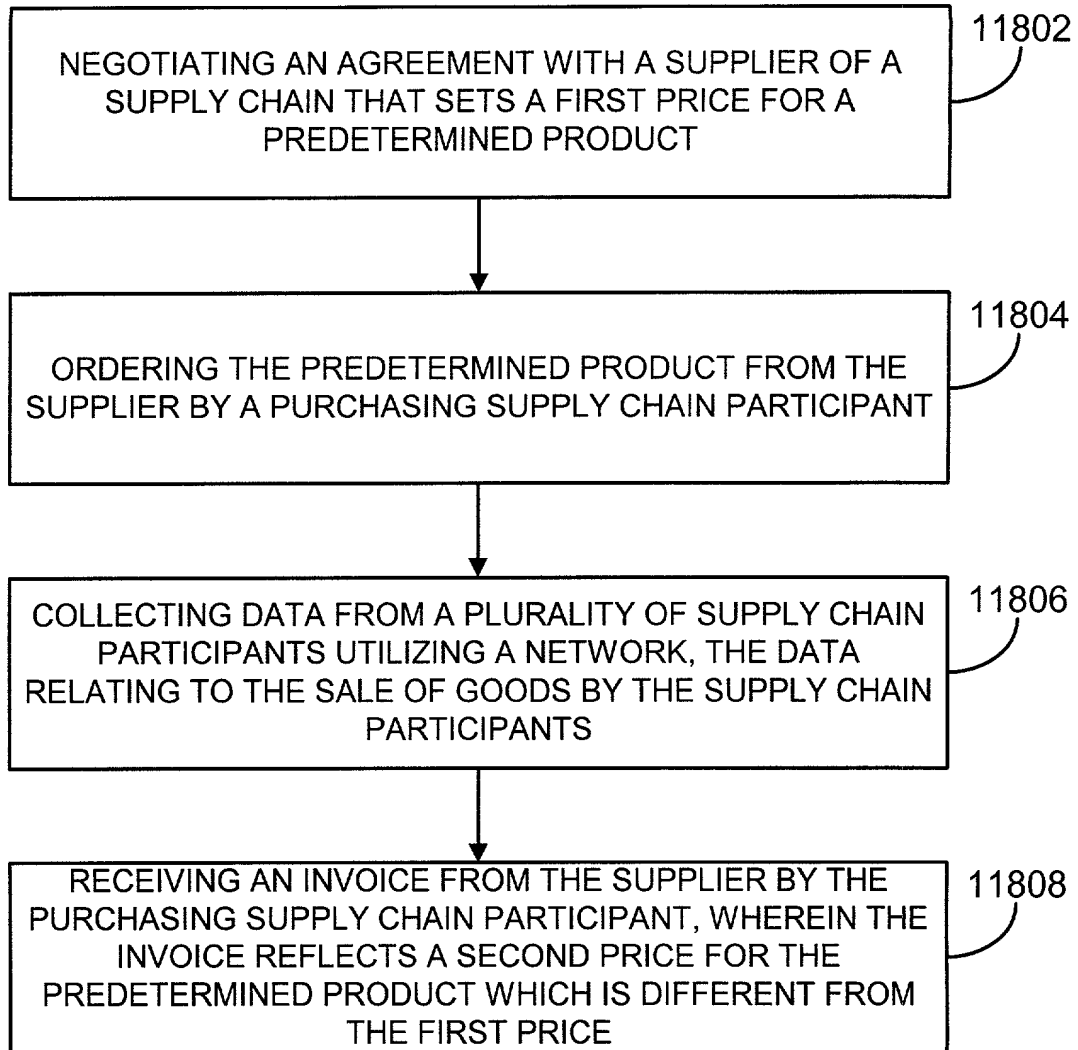 11802
NEGOTIATING AN AGREEMENT WITH A SUPPLIER OF A
SUPPLY CHAIN THAT SETS A FIRST PRICE FOR A
PREDETERMINED PRODUCT
11804
ORDERING THE PREDETERMINED PRODUCT FROM THE
SUPPLIER BY A PURCHASING SUPPLY CHAIN PARTICIPANT
11806
COLLECTING DATA FROM A PLURALITY OF SUPPLY CHAIN
PARTICIPANTS UTILIZING A NETWORK, THE DATA
RELATING TO THE SALE OF GOODS BY THE SUPPLY CHAIN
PARTICIPANTS
11808
RECEIVING AN INVOICE FROM THE SUPPLIER BY THE
PURCHASING SUPPLY CHAIN PARTICIPANT, WHEREIN THE
INVOICE REFLECTS A SECOND PRICE FOR THE
PREDETERMINED PRODUCT WHICH IS DIFFERENT FROM
THE FIRST PRICE